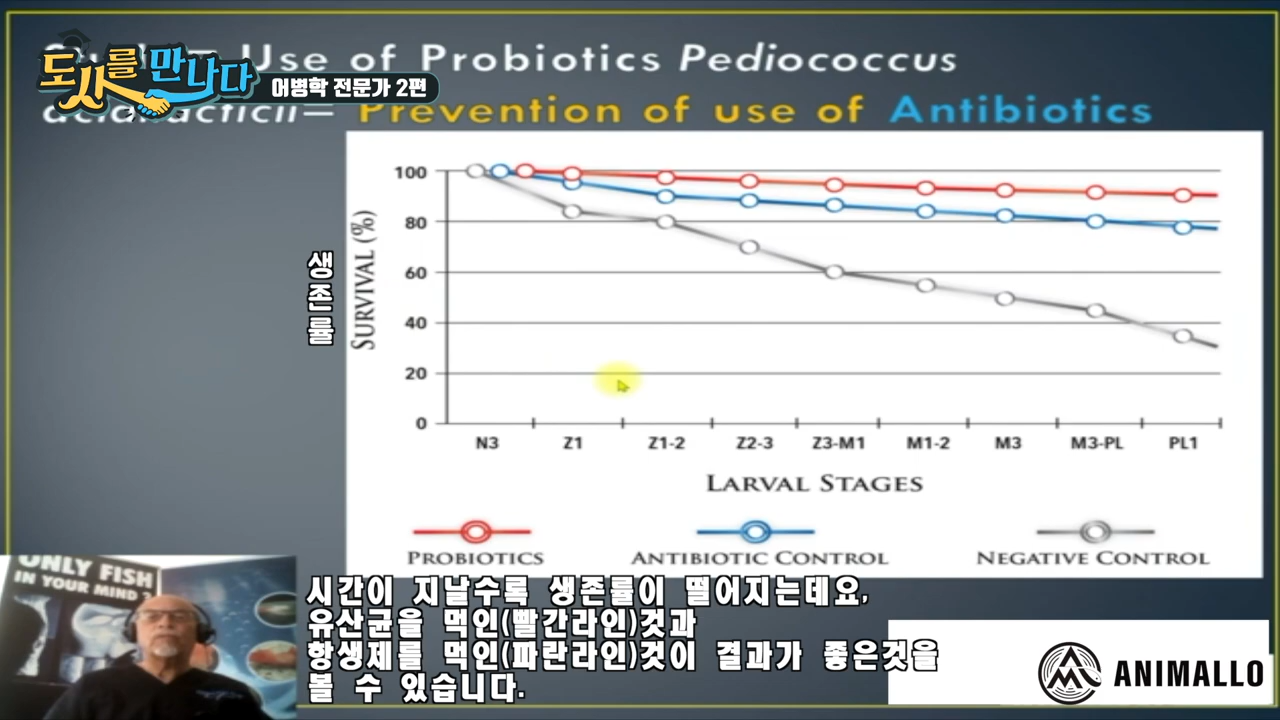 Use of Probiotics Pediococcus
도사를 만나다
어병학 전문가 2편
= Prevention of use of Antibiotics
100
80
60
40
20
0
SURVIVAL (%)
생존률
N3 Z1 Z1-2 Z2-3 Z3-M1 M1-2 M3 M3-PL PL1
LARVAL STAGES
PROBIOTICS ANTIBIOTIC CONTROL NEGATIVE CONTROL
ONLY FISH
IN YOUR MIND?
시간이 지날수록 생존률이 떨어지는데요,
유산균을 먹인(빨간라인)것과
항생제를 먹인(파란라인)것이 결과가 좋은것을
볼 수 있습니다.
ANIMALLO